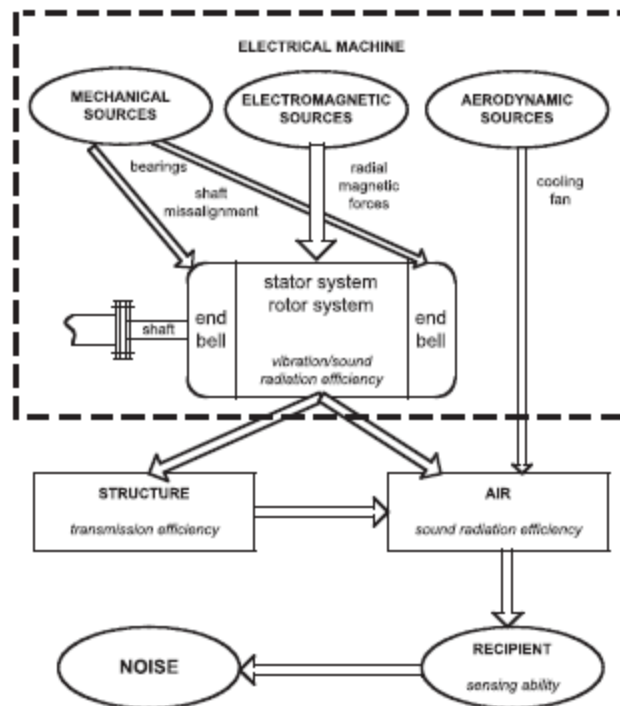 ELECTRICAL MACHINE
MECHANICAL
SOURCES
ELECTROMAGNETIC
SOURCES
AERODYNAMIC
SOURCES
bearings
shaft
missalignment
radial
magnetic
forces
cooling
fan
stator system
rotor system
end
bell
end
bell
shaft
vibration/sound
radiation efficiency
STRUCTURE
transmission efficiency
AIR
sound radiation efficiency
NOISE
RECIPIENT
sensing ability